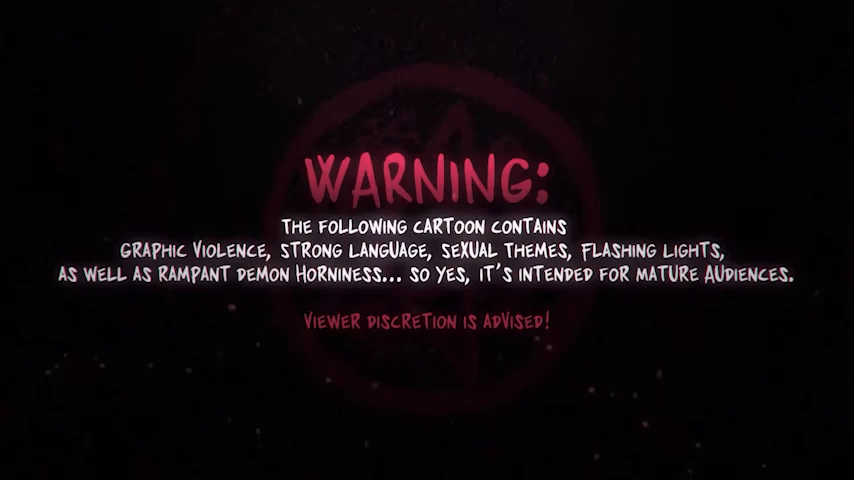 WARNING:
THE FOLLOWING CARTOON CONTAINS
GRAPHIC VIOLENCE, STRONG LANGUAGE, SEXUAL THEMES, FLASHING LIGHTS,
AS WELL AS RAMPANT DEMON HORNINESS... SO YES, IT'S INTENDED FOR MATURE AUDIENCES.
VIEWER DISCRETION IS ADVISED!